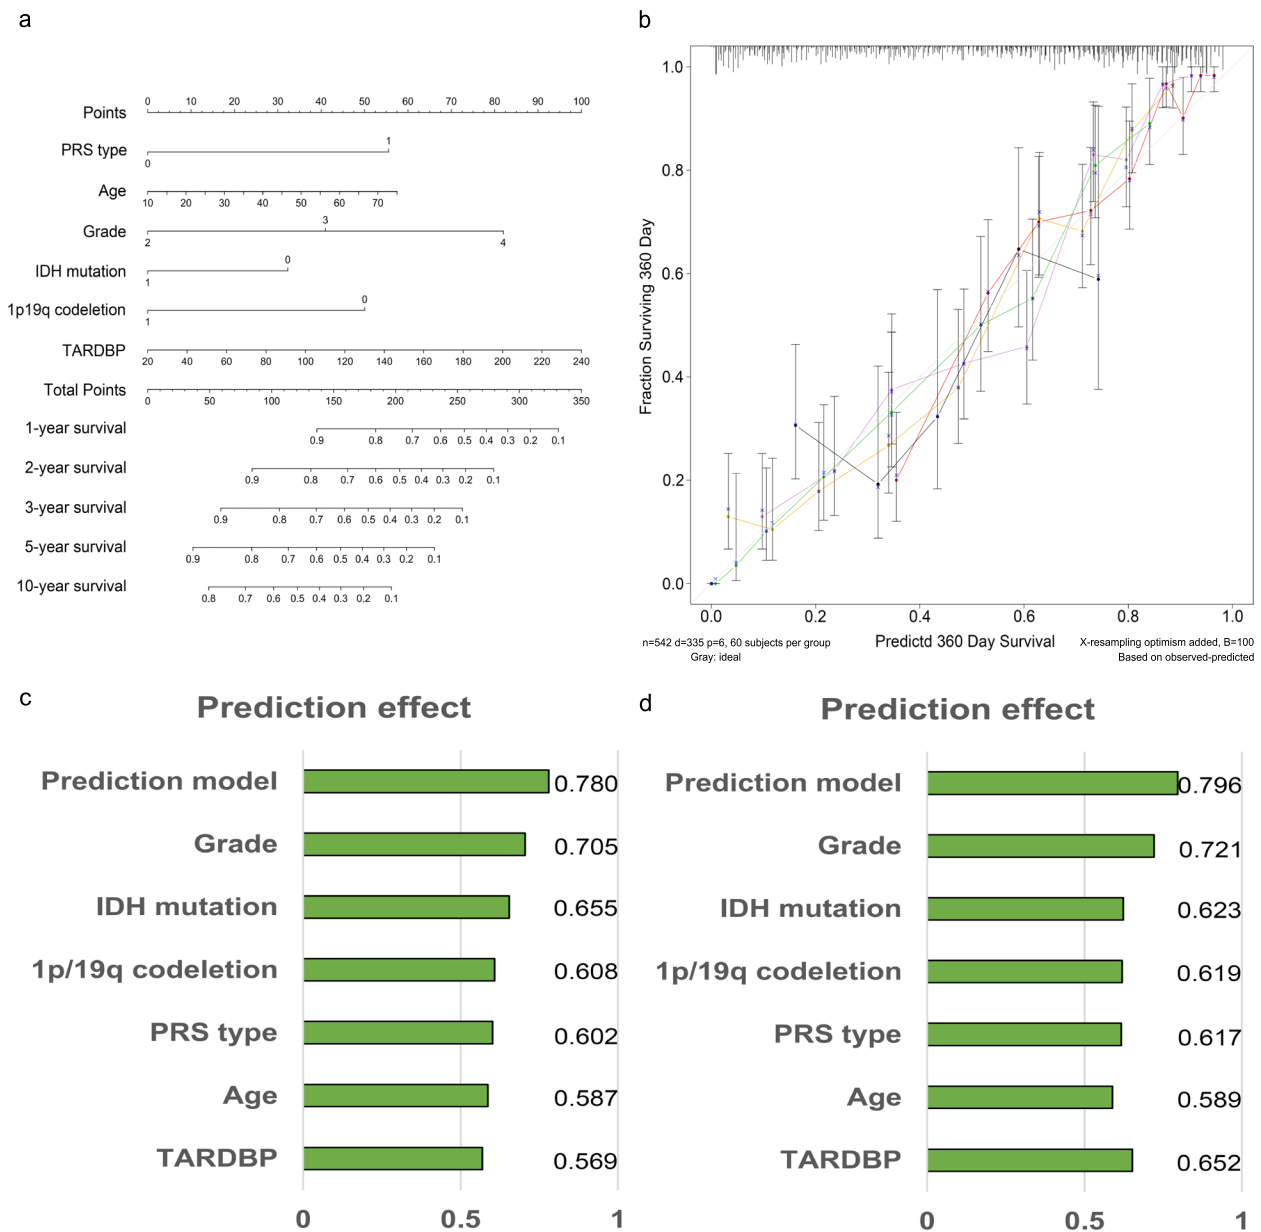 a
Points
0 10 20 30 40 50 60 70 80 90 100
PRS type
0 1
Age
10 20 30 40 50 60 70
Grade
2 3 4
IDH mutation
1 0
1p19q codeletion
1 0
TARDBP
20 40 60 80 100 120 140 160 180 200 220 240
Total Points
0 50 100 150 200 250 300 350
1-year survival
0.9 0.8 0.7 0.6 0.5 0.4 0.3 0.2 0.1
2-year survival
0.9 0.8 0.7 0.6 0.5 0.4 0.3 0.2 0.1
3-year survival
0.9 0.8 0.7 0.6 0.5 0.4 0.3 0.2 0.1
5-year survival
0.9 0.8 0.7 0.6 0.5 0.4 0.3 0.2 0.1
10-year survival
0.8 0.7 0.6 0.5 0.4 0.3 0.2 0.1
b
Fraction Surviving 360 Day
1.0
0.8
0.6
0.4
0.2
0.0
0.0 0.2 0.4 0.6 0.8 1.0
n=542 d=335 p=6, 60 subjects per group
Gray: ideal
Predictd 360 Day Survival
X-resampling optimism added, B=100
Based on observed-predicted
c
Prediction effect
Prediction model 0.780
Grade 0.705
IDH mutation 0.655
1p/19q codeletion 0.608
PRS type 0.602
Age 0.587
TARDBP 0.569
0 0.5 1
d
Prediction effect
Prediction model 0.796
Grade 0.721
IDH mutation 0.623
1p/19q codeletion 0.619
PRS type 0.617
Age 0.589
TARDBP 0.652
0 0.5 1